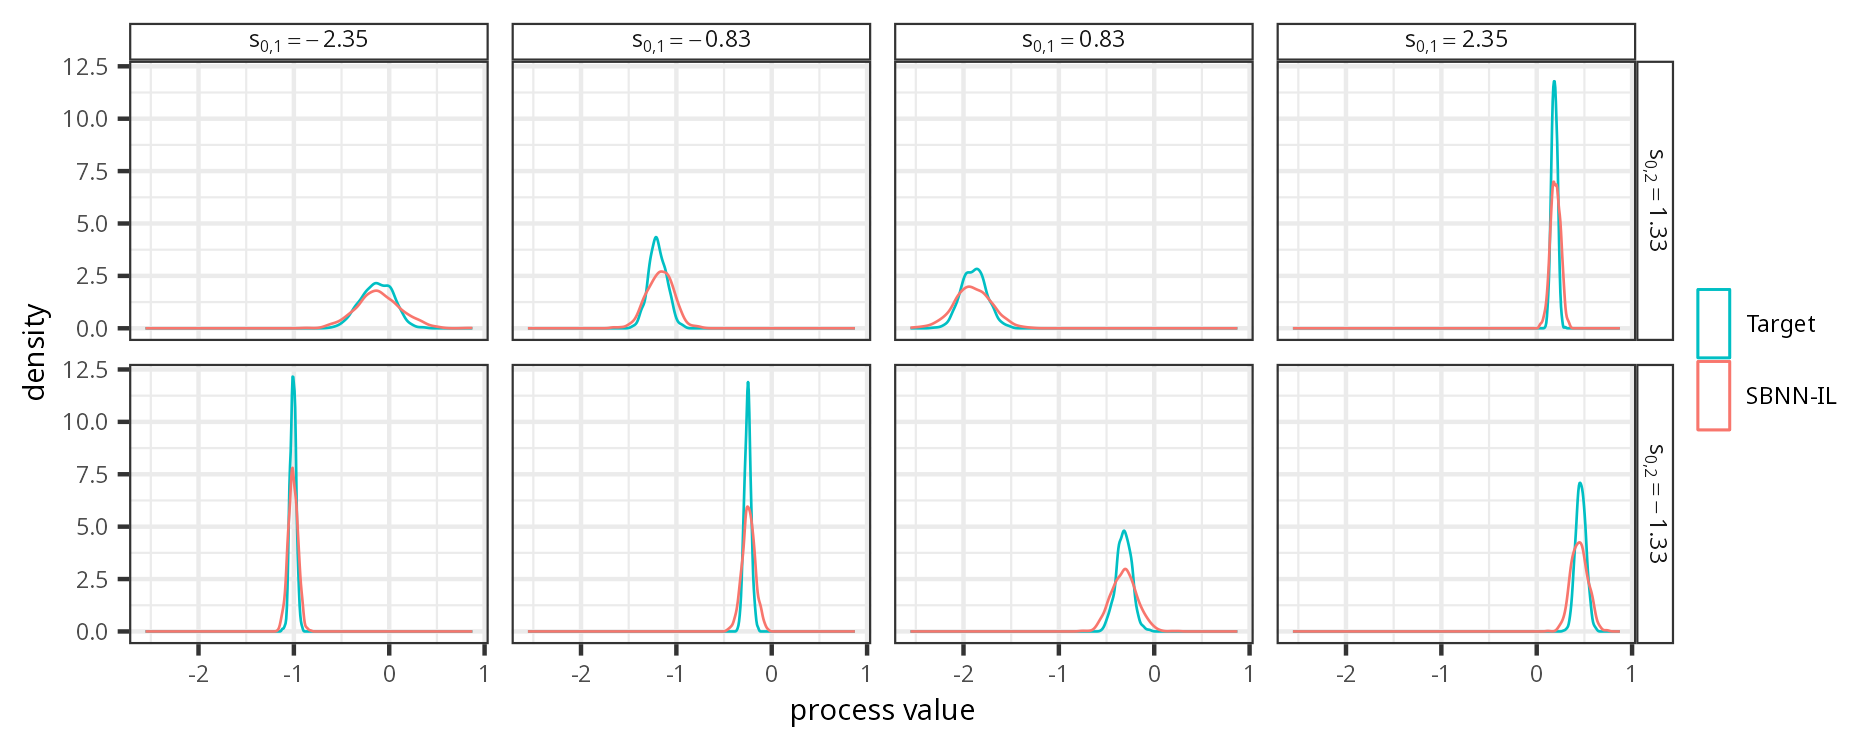 s0,1 = −2.35
s0,1 = −0.83
s0,1 = 0.83
s0,1 = 2.35
12.5
10.0
7.5
5.0
2.5
0.0
s0,2 = 1.33
12.5
10.0
7.5
5.0
2.5
0.0
s0,2 = −1.33
density
-2 -1 0 1
-2 -1 0 1
-2 -1 0 1
-2 -1 0 1
process value
Target
SBNN-IL